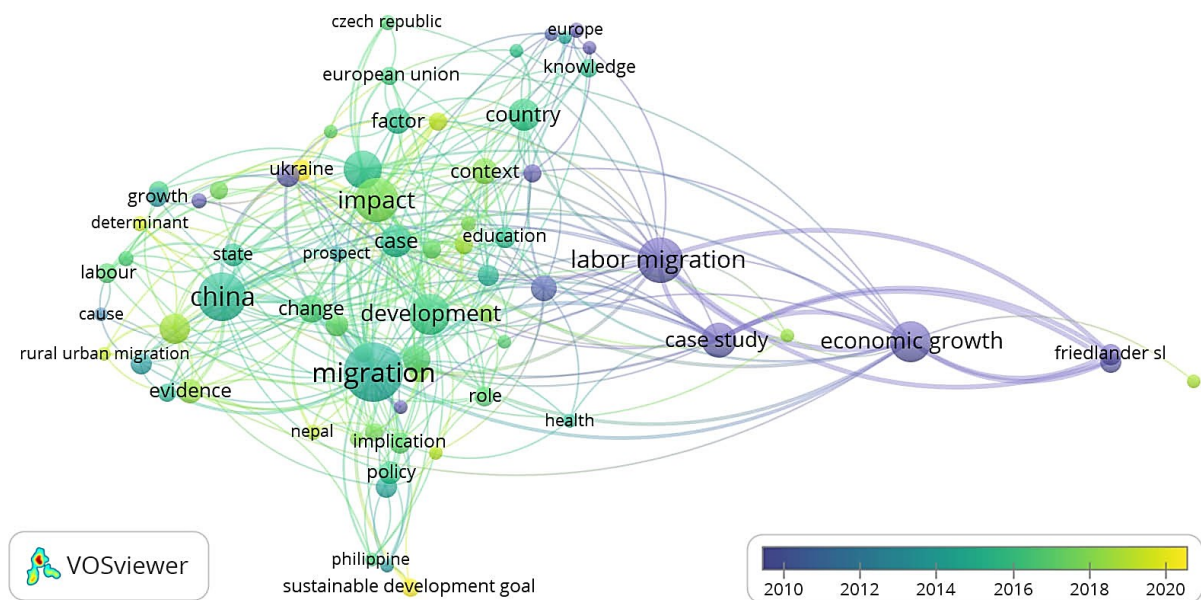 czech republic
europe
european union
knowledge
factor
country
ukraine
context
growth
impact
determinant
state
prospect
case
education
labour
labor migration
china
cause
change
development
rural urban migration
case study
economic growth
friedlander sl
migration
evidence
role
nepal
implication
health
policy
philippine
sustainable development goal
VOSviewer
2010 2012 2014 2016 2018 2020